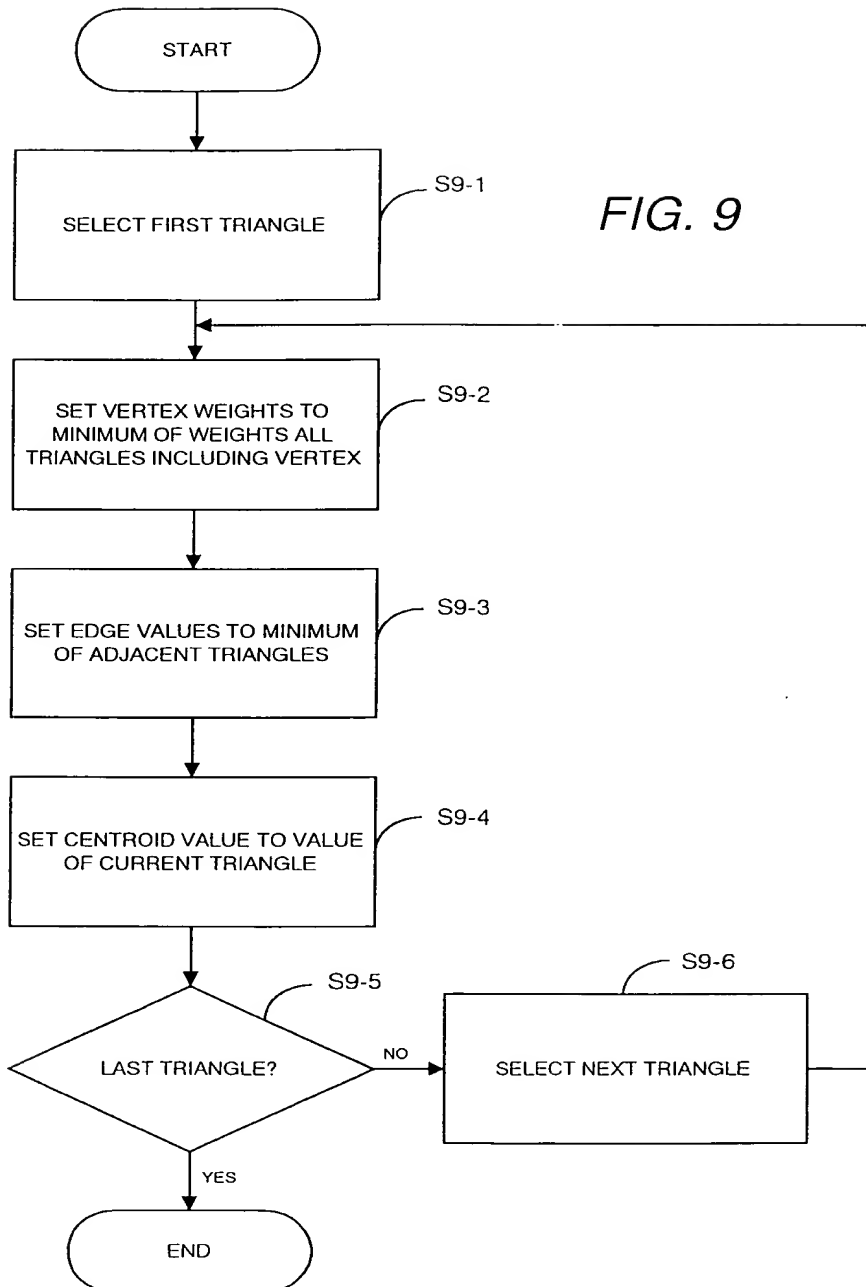 START
S9-1
SELECT FIRST TRIANGLE
FIG. 9
S9-2
SET VERTEX WEIGHTS TO
MINIMUM OF WEIGHTS ALL
TRIANGLES INCLUDING VERTEX
S9-3
SET EDGE VALUES TO MINIMUM
OF ADJACENT TRIANGLES
S9-4
SET CENTROID VALUE TO VALUE
OF CURRENT TRIANGLE
S9-5
S9-6
LAST TRIANGLE?
NO
SELECT NEXT TRIANGLE
YES
END